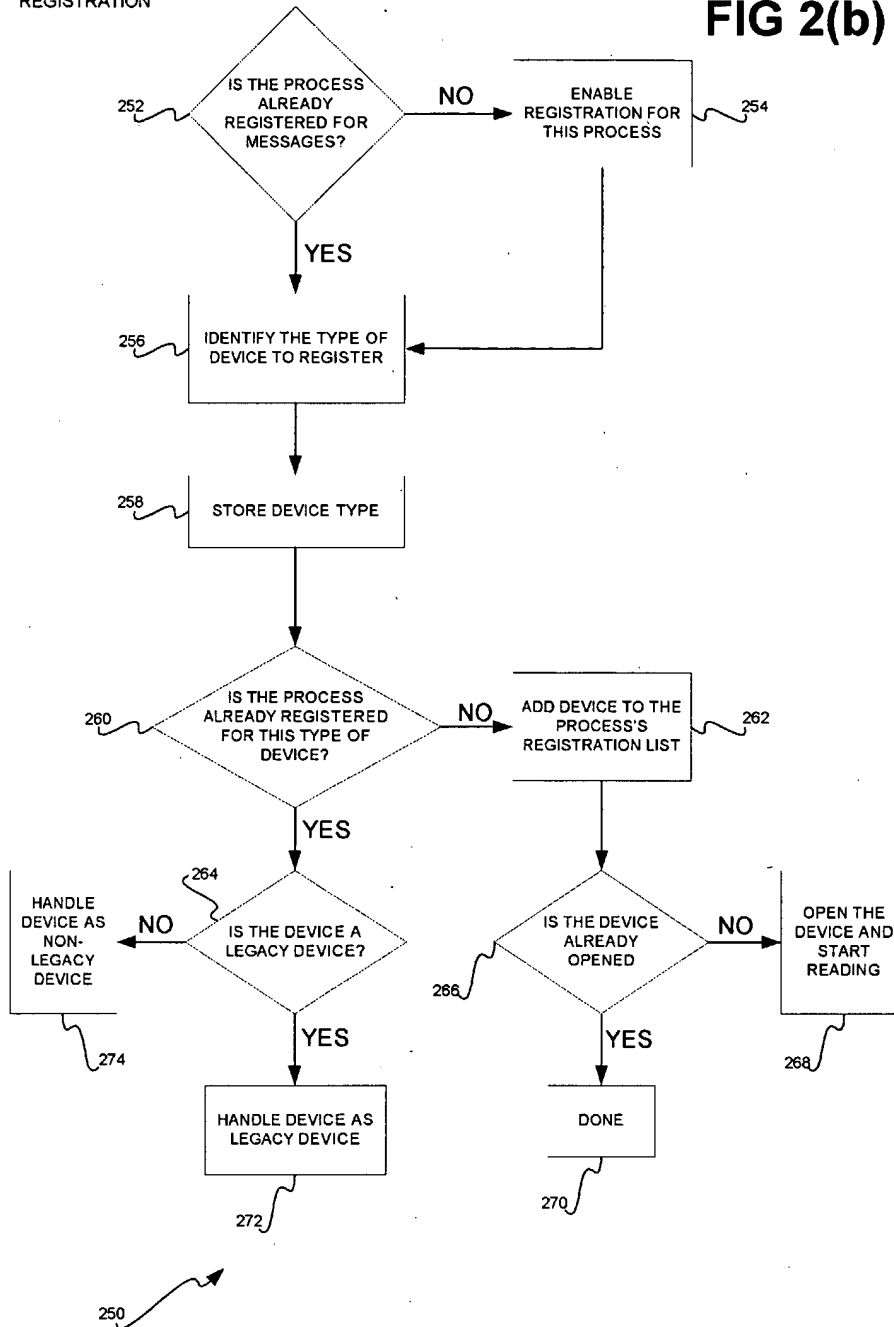 REGISTRATION
FIG 2(b)
252
IS THE PROCESS
ALREADY
REGISTERED FOR
MESSAGES?
NO
ENABLE
REGISTRATION FOR
THIS PROCESS
254
YES
256
IDENTIFY THE TYPE OF
DEVICE TO REGISTER
258
STORE DEVICE TYPE
260
IS THE PROCESS
ALREADY REGISTERED
FOR THIS TYPE OF
DEVICE?
NO
ADD DEVICE TO THE
PROCESS'S
REGISTRATION LIST
262
YES
264
HANDLE
DEVICE AS
NON-
LEGACY
DEVICE
NO
IS THE DEVICE A
LEGACY DEVICE?
266
IS THE DEVICE
ALREADY
OPENED
NO
OPEN THE
DEVICE AND
START
READING
274
YES
YES
268
HANDLE DEVICE AS
LEGACY DEVICE
DONE
272
270
250